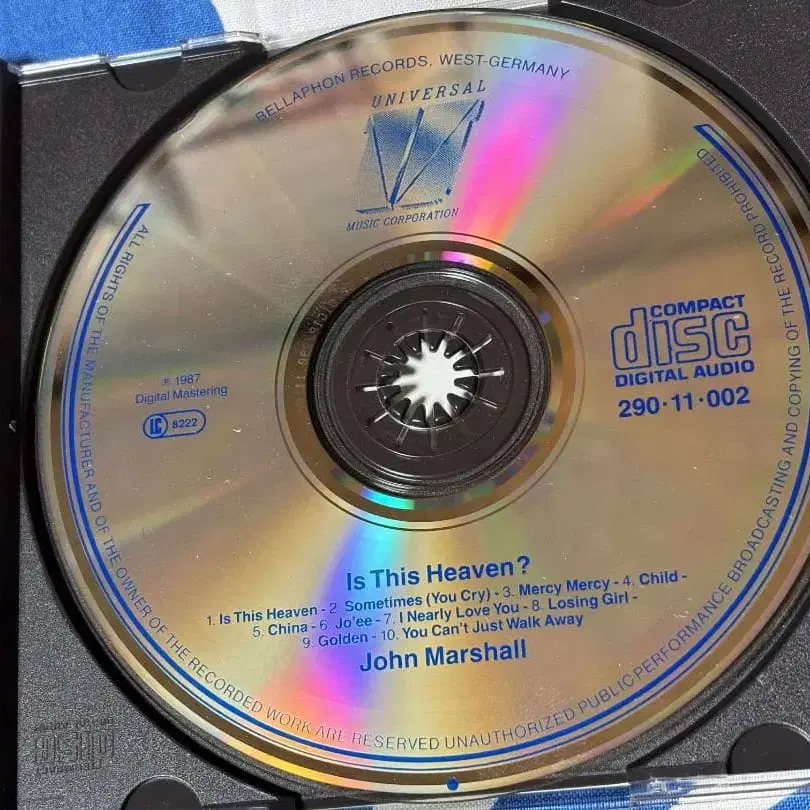 BELLAPHON RECORDS, WEST-GERMANY
UNIVERSAL
MUSIC CORPORATION
COMPACT
disc
DIGITAL AUDIO
290·11·002
℗ 1987
Digital Mastering
LC 8222
Is This Heaven?
1. Is This Heaven - 2. Sometimes (You Cry) - 3. Mercy Mercy - 4. Child -
5. China - 6. Jo'ee - 7. I Nearly Love You - 8. Losing Girl -
9. Golden - 10. You Can't Just Walk Away
John Marshall
ALL RIGHTS OF THE MANUFACTURER AND OF THE OWNER OF THE RECORDED WORK ARE RESERVED UNAUTHORIZED PUBLIC PERFORMANCE BROADCASTING AND COPYING OF THE RECORD PROHIBITED